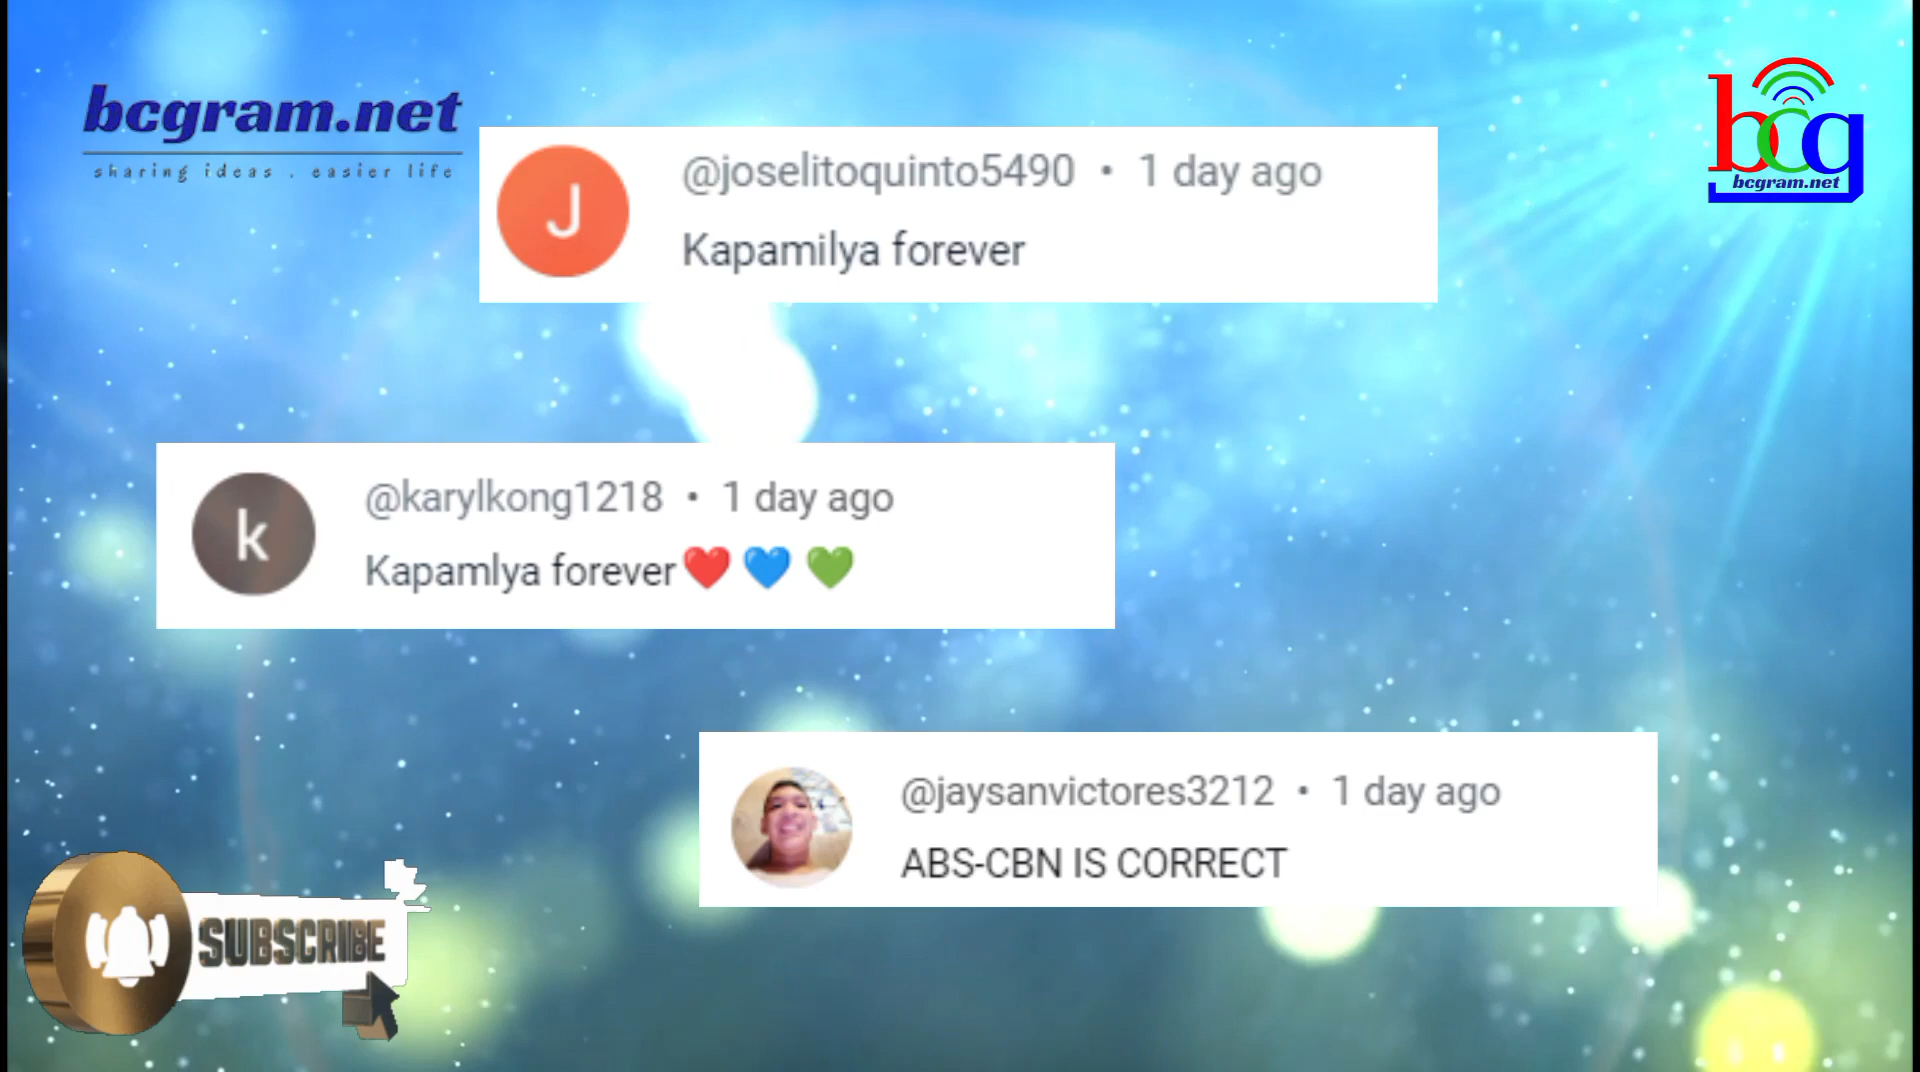 bcgram.net
sharing ideas . easier life
bcg
bcgram.net
J
@joselitoquinto5490 • 1 day ago
Kapamilya forever
k
@karylkong1218 • 1 day ago
Kapamlya forever❤️ 💙 💚
@jaysanvictores3212 • 1 day ago
ABS-CBN IS CORRECT
SUBSCRIBE